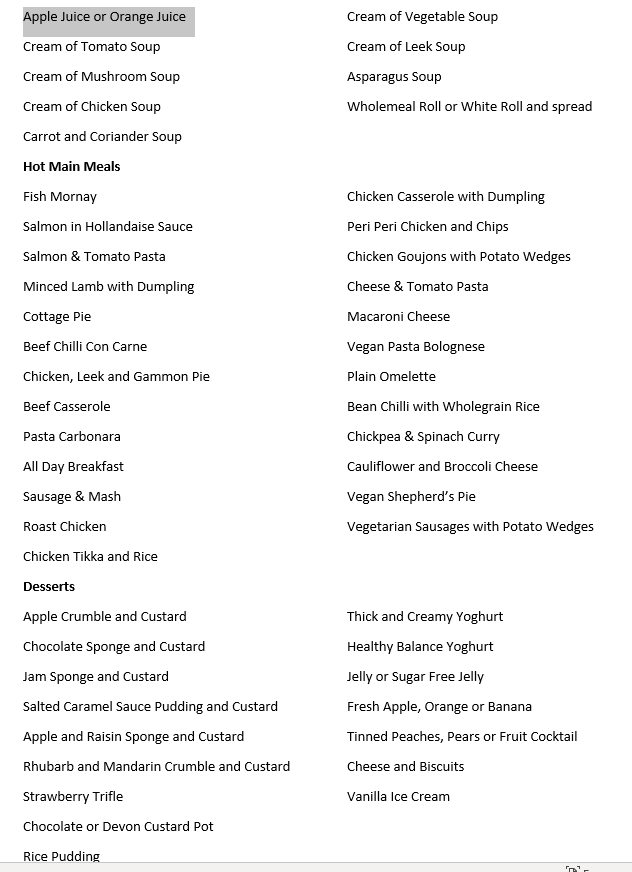 Apple Juice or Orange Juice
Cream of Vegetable Soup
Cream of Tomato Soup
Cream of Leek Soup
Cream of Mushroom Soup
Asparagus Soup
Cream of Chicken Soup
Wholemeal Roll or White Roll and spread
Carrot and Coriander Soup
Hot Main Meals
Fish Mornay
Chicken Casserole with Dumpling
Salmon in Hollandaise Sauce
Peri Peri Chicken and Chips
Salmon & Tomato Pasta
Chicken Goujons with Potato Wedges
Minced Lamb with Dumpling
Cheese & Tomato Pasta
Cottage Pie
Macaroni Cheese
Beef Chilli Con Carne
Vegan Pasta Bolognese
Chicken, Leek and Gammon Pie
Plain Omelette
Beef Casserole
Bean Chilli with Wholegrain Rice
Pasta Carbonara
Chickpea & Spinach Curry
All Day Breakfast
Cauliflower and Broccoli Cheese
Sausage & Mash
Vegan Shepherd’s Pie
Roast Chicken
Vegetarian Sausages with Potato Wedges
Chicken Tikka and Rice
Desserts
Apple Crumble and Custard
Thick and Creamy Yoghurt
Chocolate Sponge and Custard
Healthy Balance Yoghurt
Jam Sponge and Custard
Jelly or Sugar Free Jelly
Salted Caramel Sauce Pudding and Custard
Fresh Apple, Orange or Banana
Apple and Raisin Sponge and Custard
Tinned Peaches, Pears or Fruit Cocktail
Rhubarb and Mandarin Crumble and Custard
Cheese and Biscuits
Strawberry Trifle
Vanilla Ice Cream
Chocolate or Devon Custard Pot
Rice Pudding